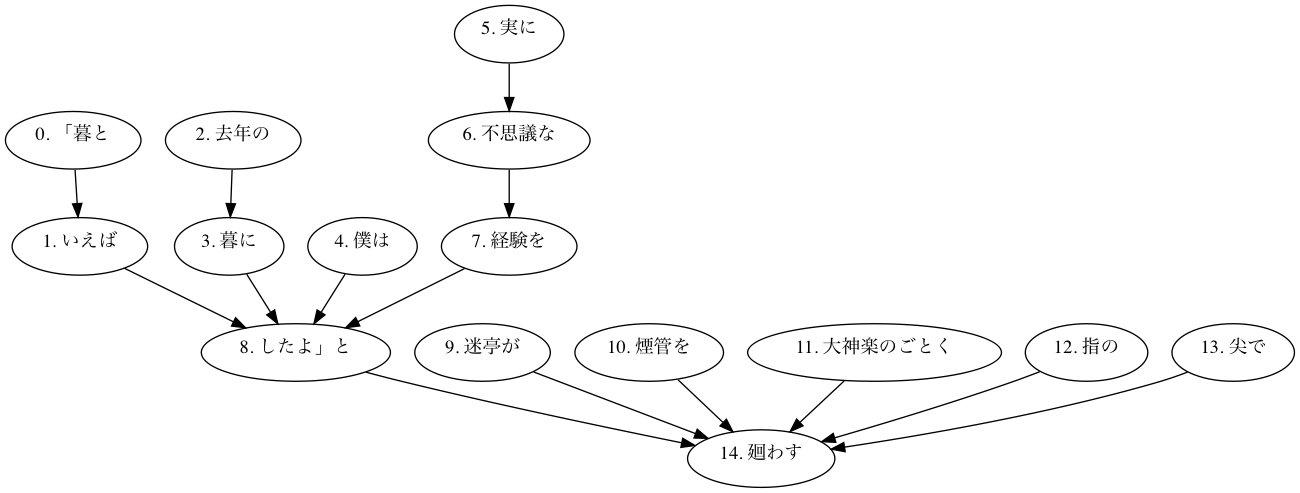 5. 実に
0. 「暮と
2. 去年の
6. 不思議な
1. いえば
3. 暮に
4. 僕は
7. 経験を
8. したよ」と
9. 迷亭が
10. 煙管を
11. 大神楽のごとく
12. 指の
13. 尖で
14. 廻わす